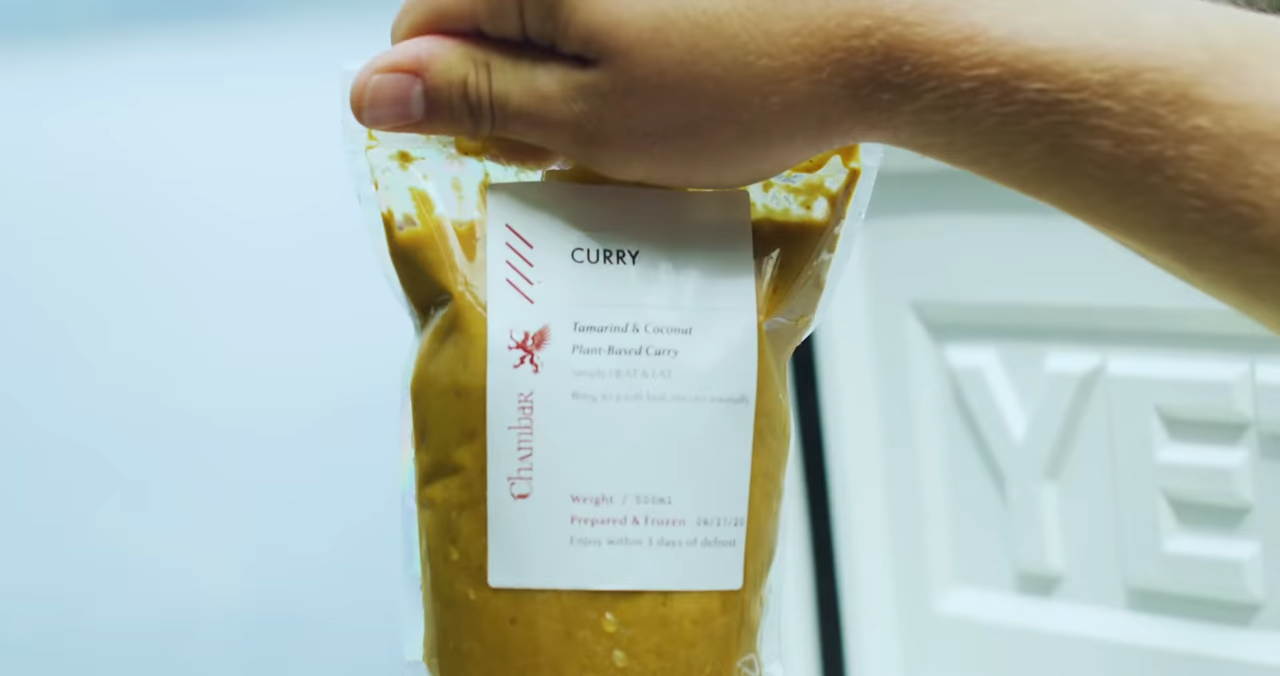 CURRY
Tamarind & Coconut
Plant-Based Curry
Simply HEAT & EAT
Chambar
Weight / 500ml
Prepared & Frozen
Enjoy within 3 days of defrost
YE